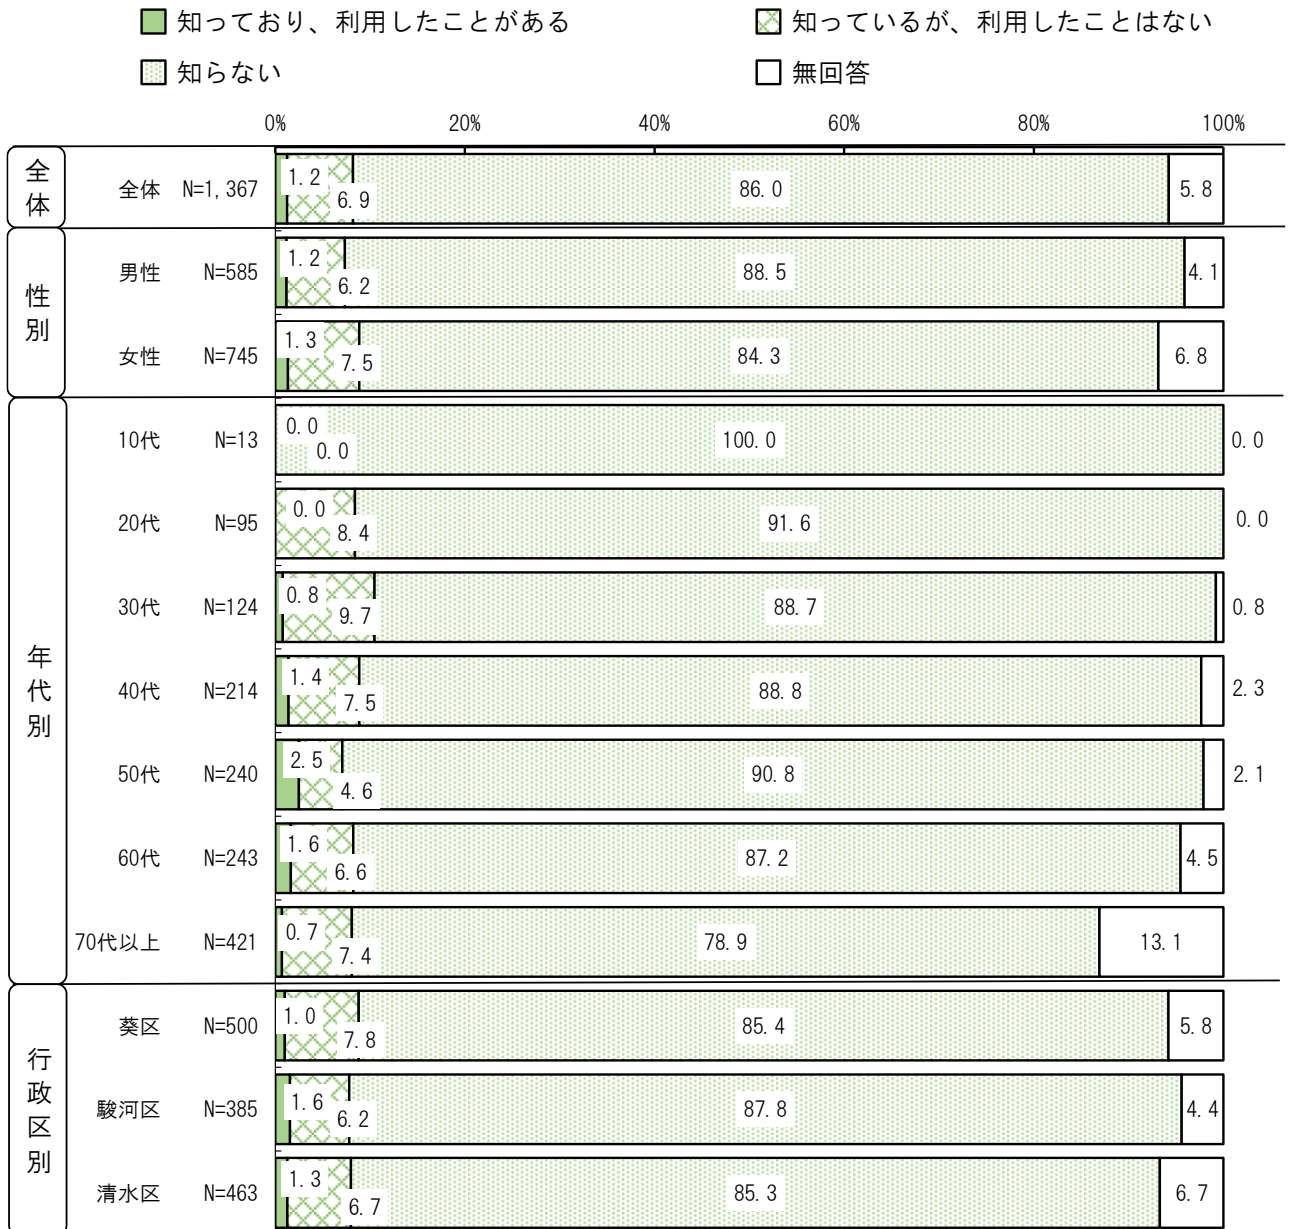 知っており、利用したことがある 知っているが、利用したことはない
知らない 無回答
0% 20% 40% 60% 80% 100%
全体
全体 N=1,367 1.2 6.9 86.0 5.8
性別
男性 N=585 1.2 6.2 88.5 4.1
女性 N=745 1.3 7.5 84.3 6.8
年代別
10代 N=13 0.0 0.0 100.0 0.0
20代 N=95 0.0 8.4 91.6 0.0
30代 N=124 0.8 9.7 88.7 0.8
40代 N=214 1.4 7.5 88.8 2.3
50代 N=240 2.5 4.6 90.8 2.1
60代 N=243 1.6 6.6 87.2 4.5
70代以上 N=421 0.7 7.4 78.9 13.1
行政区別
葵区 N=500 1.0 7.8 85.4 5.8
駿河区 N=385 1.6 6.2 87.8 4.4
清水区 N=463 1.3 6.7 85.3 6.7